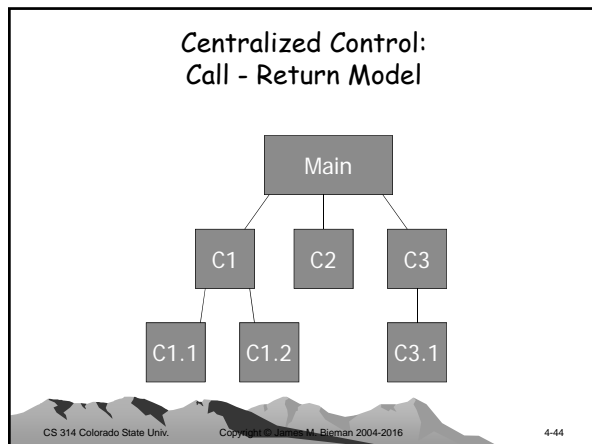 Centralized Control:
Call - Return Model
Main
C1 C2 C3
C1.1 C1.2 C3.1
CS 314 Colorado State Univ. Copyright © James M. Bieman 2004-2016 4-44